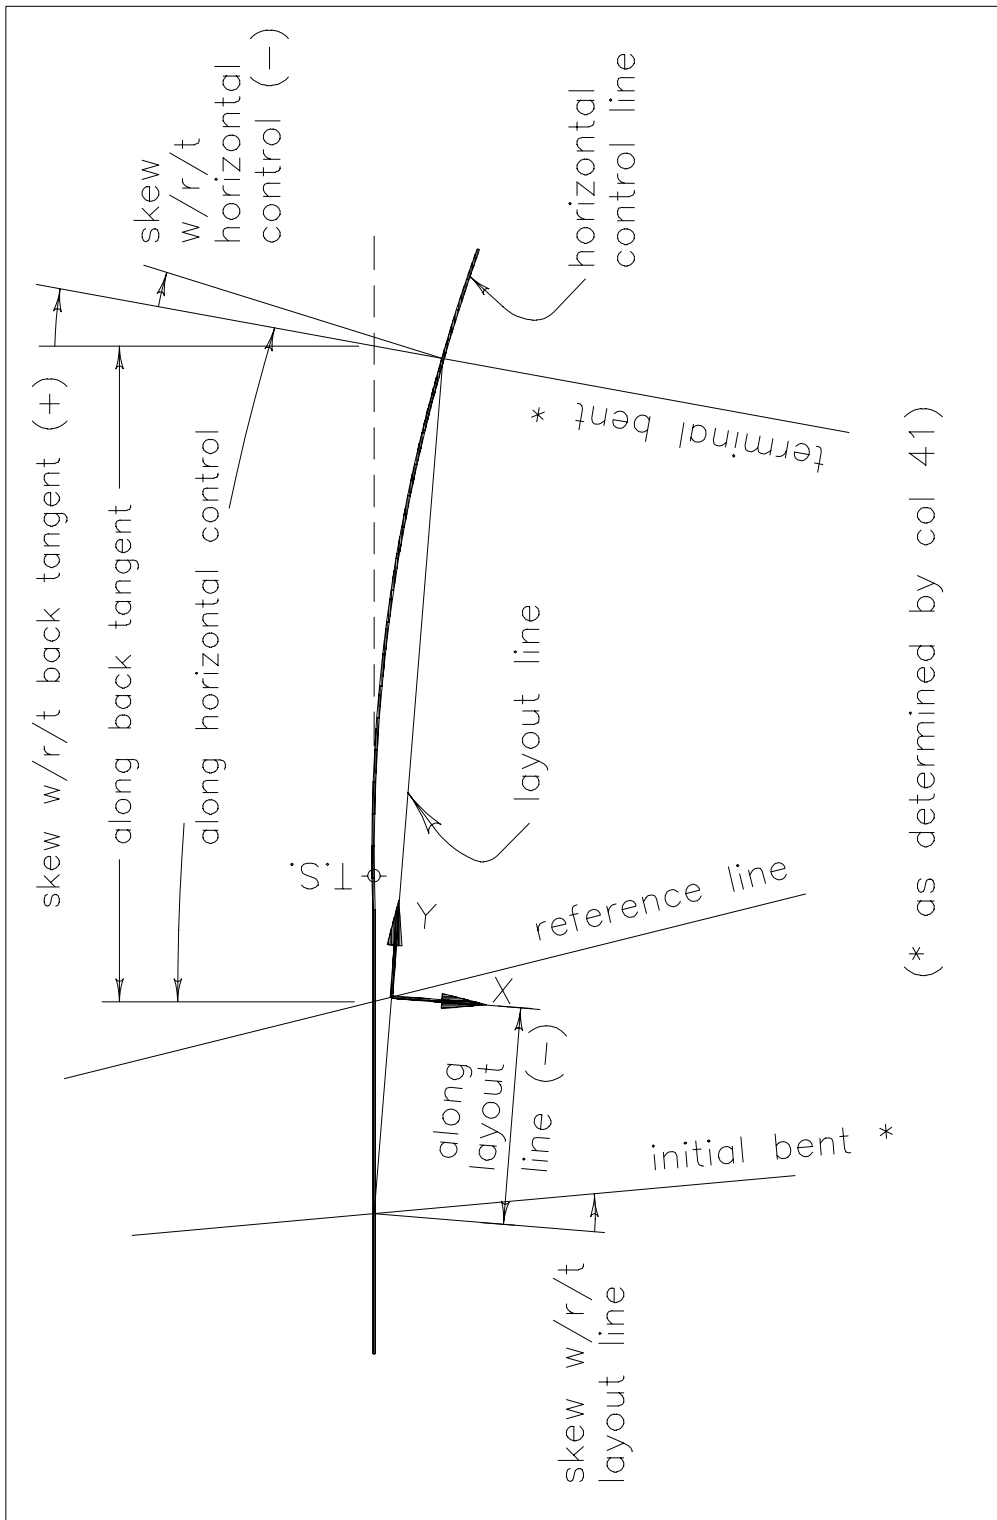 skew w/r/t back tangent (+)
along back tangent
along horizontal control
skew
w/r/t
horizontal
control (-)
T.S.
Y
X
reference line
layout line
terminal bent *
horizontal
control line
along
layout
line (-)
initial bent *
skew w/r/t
layout line
(* as determined by col 41)